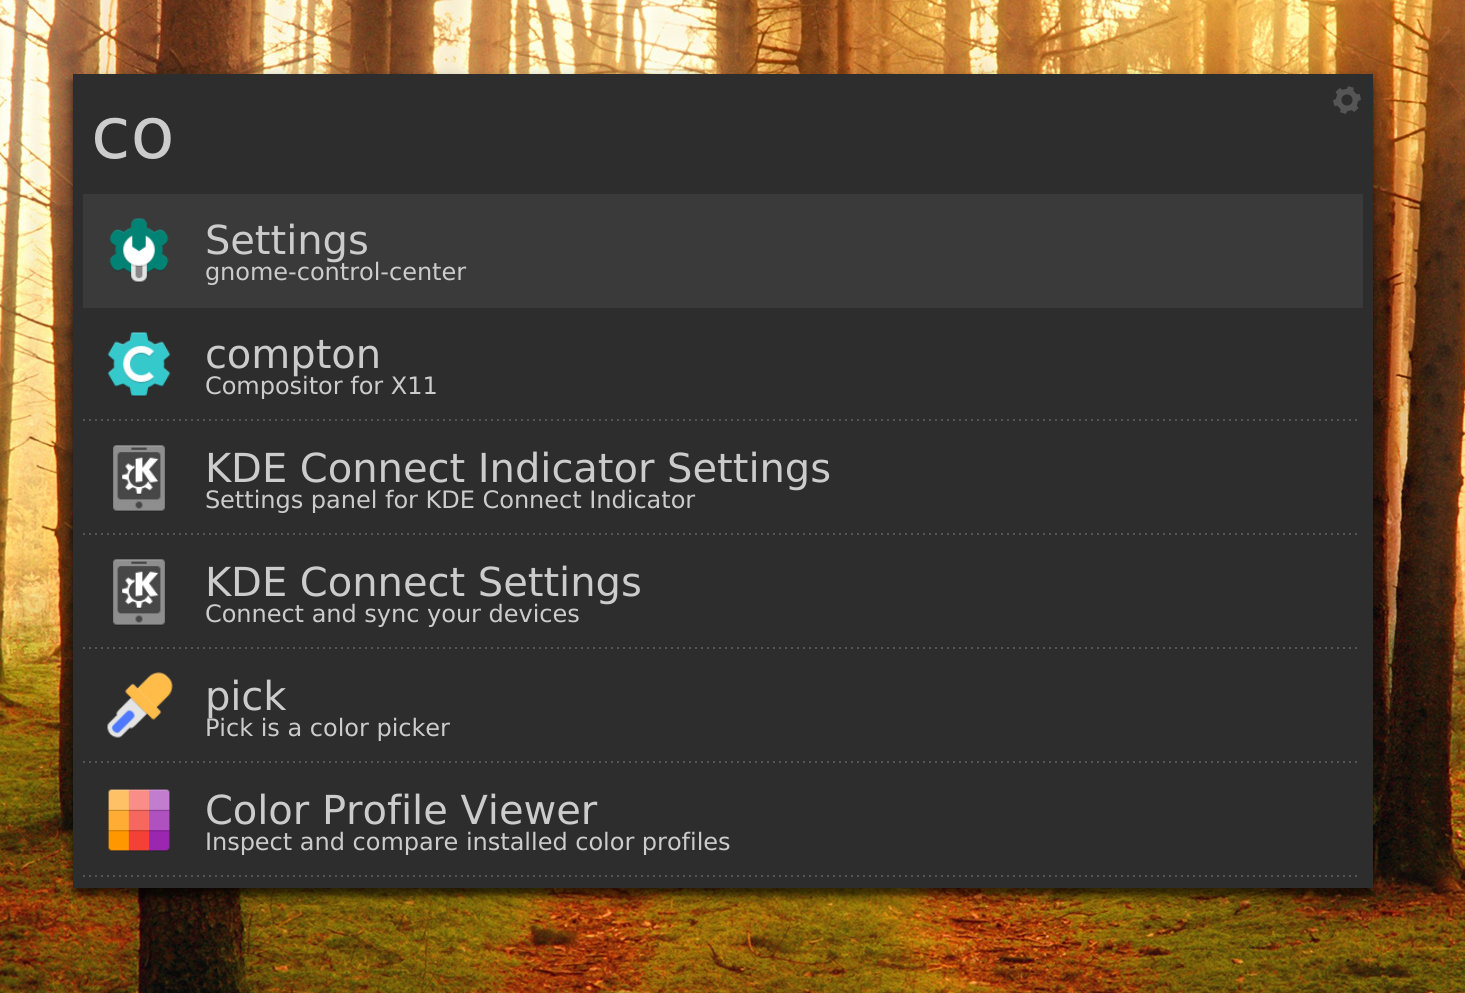 co
Settings
gnome-control-center
compton
Compositor for X11
KDE Connect Indicator Settings
Settings panel for KDE Connect Indicator
KDE Connect Settings
Connect and sync your devices
pick
Pick is a color picker
Color Profile Viewer
Inspect and compare installed color profiles